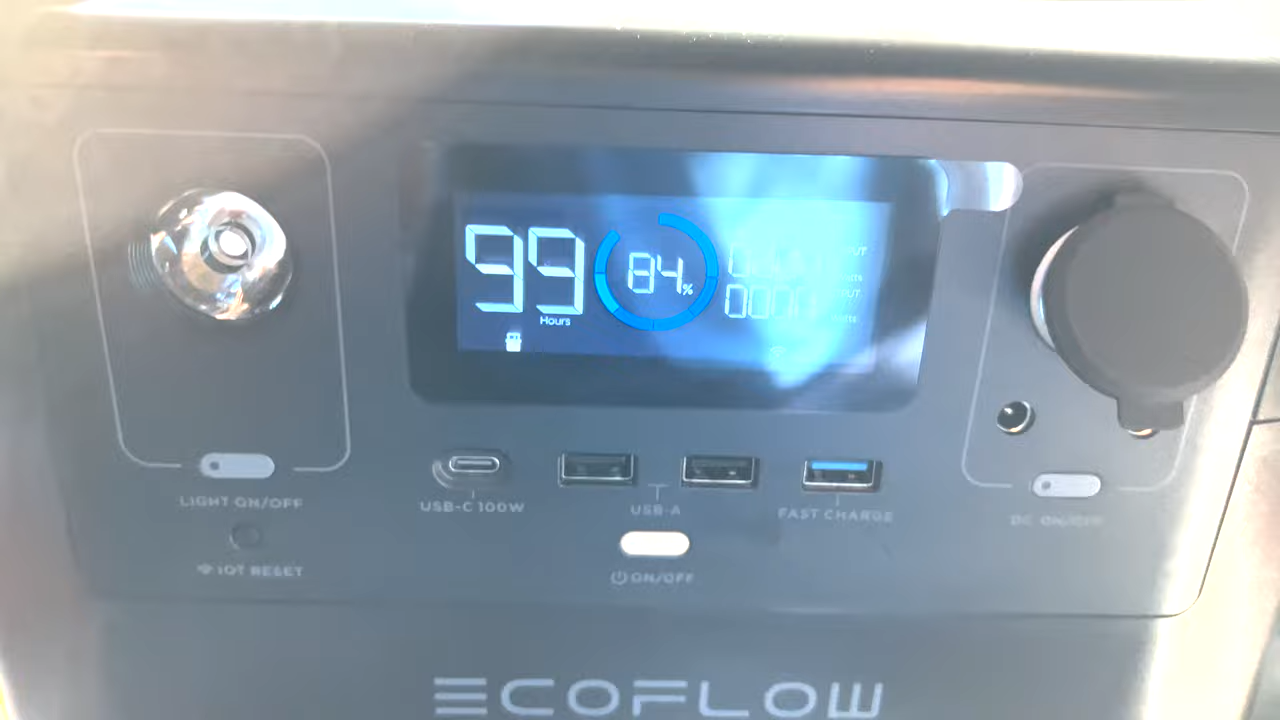 99
Hours
84%
LIGHT ON/OFF
IOT RESET
USB-C 100W
USB-A
FAST CHARGE
ON/OFF
DC ON/OFF
ECOFLOW